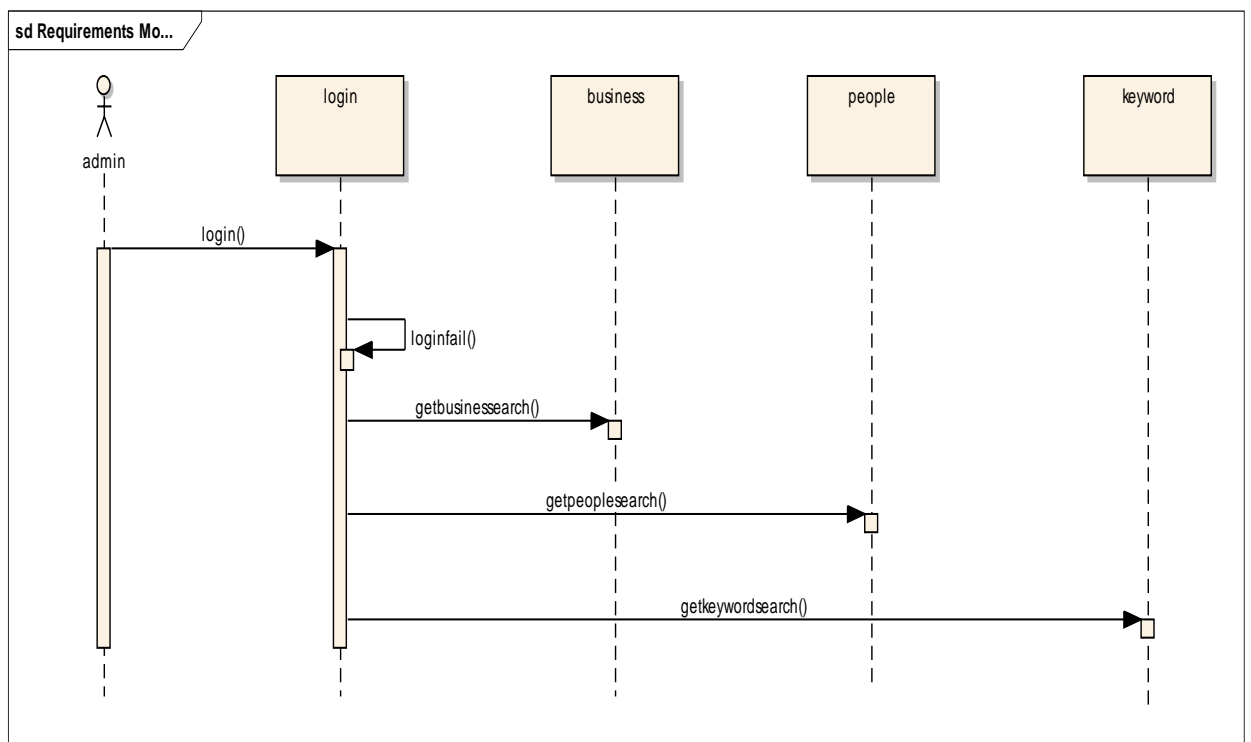 sd Requirements Mo...
admin
login
business
people
keyword
login()
loginfail()
getbusinessearch()
getpeoplesearch()
getkeywordsearch()